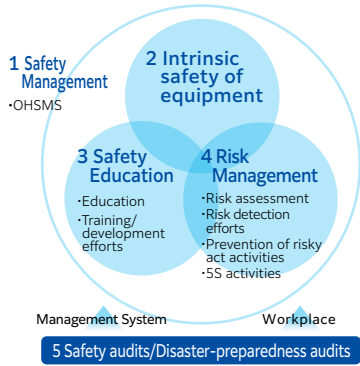 1 Safety
Management
・OHSMS
2 Intrinsic
safety of
equipment
3 Safety
Education
・Education
・Training/
development
efforts
4 Risk
Management
・Risk assessment
・Risk detection
efforts
・Prevention of risky
act activities
・5S activities
Management System
Workplace
5 Safety audits/Disaster-preparedness audits